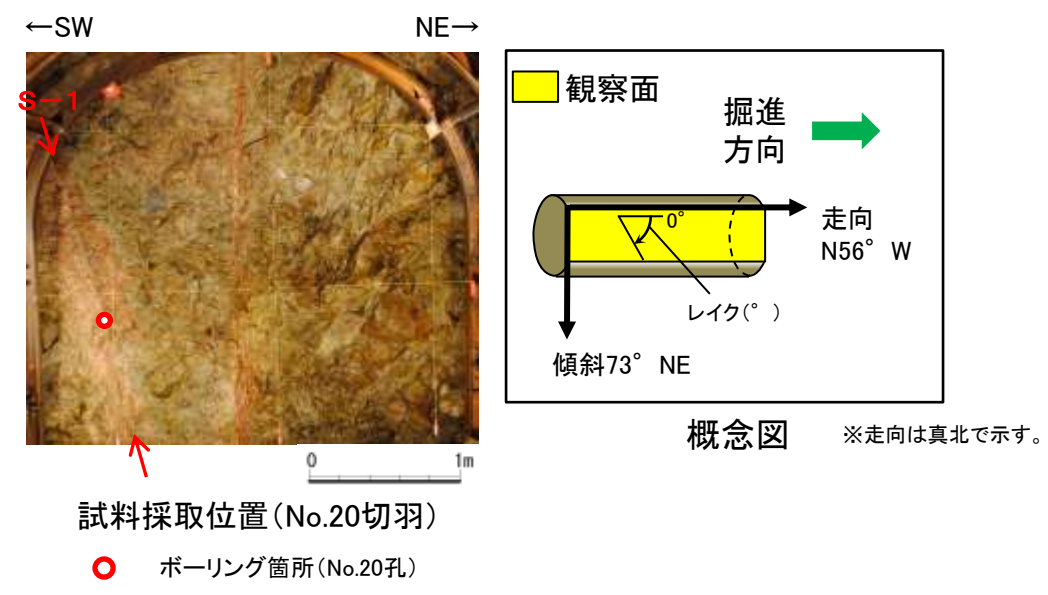 ←SW
NE→
S－1
0
1m
試料採取位置（No.20切羽）
ボーリング箇所（No.20孔）
観察面
掘進
方向
0°
走向
N56° W
レイク(° )
傾斜73° NE
概念図
※走向は真北で示す。